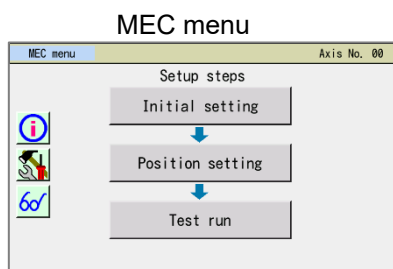 MEC menu
MEC menu Axis No. 00
Setup steps
Initial setting
Position setting
Test run